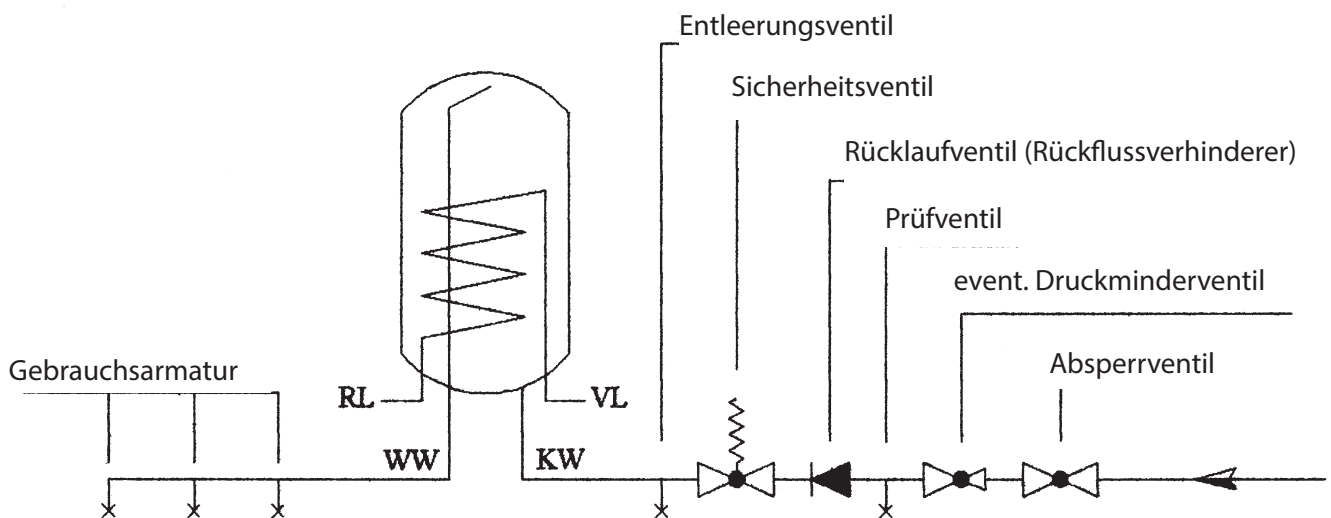 Entleerungsventil
Sicherheitsventil
Rücklaufventil (Rückflussverhinderer)
Prüfventil
event. Druckminderventil
Absperrventil
Gebrauchsarmatur
RL
VL
WW
KW